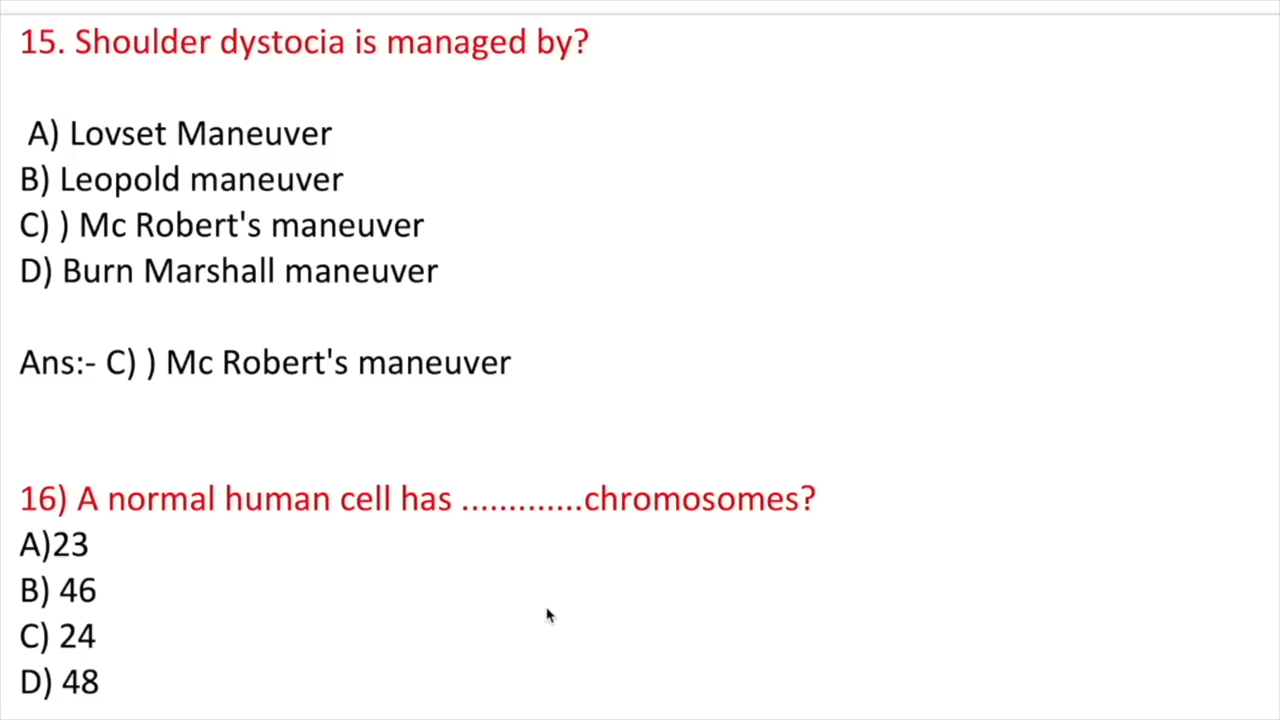 15. Shoulder dystocia is managed by?
A) Lovset Maneuver
B) Leopold maneuver
C) ) Mc Robert's maneuver
D) Burn Marshall maneuver
Ans:- C) ) Mc Robert's maneuver
16) A normal human cell has .............chromosomes?
A)23
B) 46
C) 24
D) 48